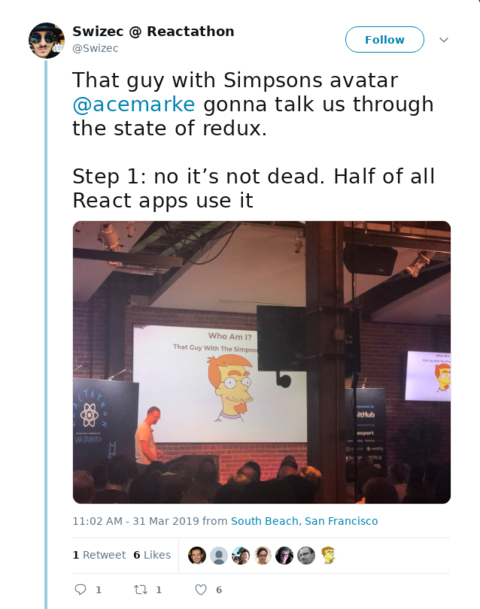 Swizec @ Reactathon
@Swizec
Follow
That guy with Simpsons avatar
@acemarke gonna talk us through
the state of redux.
Step 1: no it’s not dead. Half of all
React apps use it
Who Am I?
That Guy With The Simpso
11:02 AM - 31 Mar 2019 from South Beach, San Francisco
1 Retweet 6 Likes
1 1 6